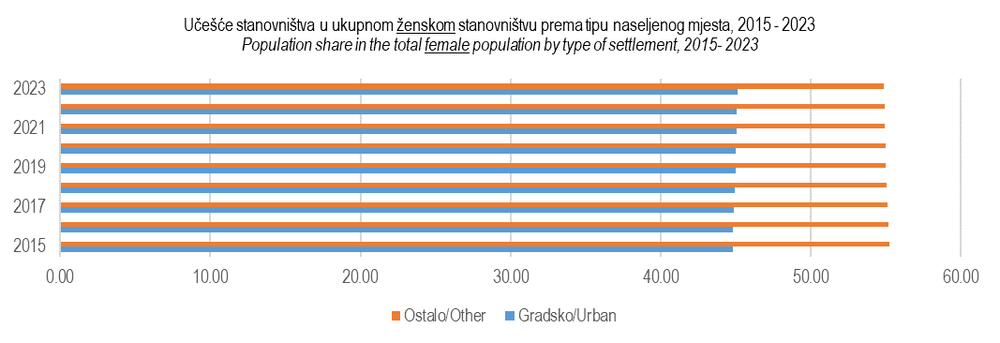 Učešće stanovništva u ukupnom ženskom stanovništvu prema tipu naseljenog mjesta, 2015 - 2023
Population share in the total female population by type of settlement, 2015- 2023
2023
2021
2019
2017
2015
0.00 10.00 20.00 30.00 40.00 50.00 60.00
Ostalo/Other Gradsko/Urban